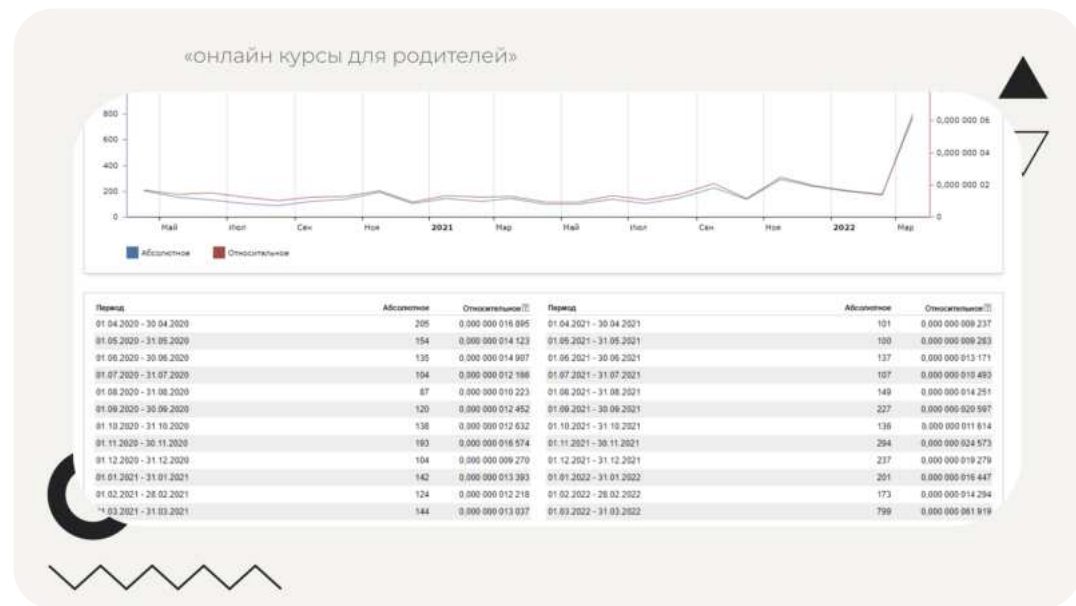 «онлайн курсы для родителей»
800
600
400
200
0
0,000 000 06
0,000 000 04
0,000 000 02
0
Май Июл Сен Ноя 2021 Мар Май Июл Сен Ноя 2022 Мар
Абсолютное Относительное
Период Абсолютное Относительное Период Абсолютное Относительное
01.04.2020 - 30.04.2020 205 0,000 000 016 895 01.04.2021 - 30.04.2021 101 0,000 000 009 237
01.05.2020 - 31.05.2020 154 0,000 000 014 123 01.05.2021 - 31.05.2021 100 0,000 000 009 283
01.06.2020 - 30.06.2020 135 0,000 000 014 907 01.06.2021 - 30.06.2021 137 0,000 000 013 171
01.07.2020 - 31.07.2020 104 0,000 000 012 166 01.07.2021 - 31.07.2021 107 0,000 000 010 493
01.08.2020 - 31.08.2020 87 0,000 000 010 223 01.08.2021 - 31.08.2021 149 0,000 000 014 251
01.09.2020 - 30.09.2020 120 0,000 000 012 452 01.09.2021 - 30.09.2021 227 0,000 000 020 597
01.10.2020 - 31.10.2020 138 0,000 000 012 632 01.10.2021 - 31.10.2021 138 0,000 000 011 614
01.11.2020 - 30.11.2020 193 0,000 000 016 574 01.11.2021 - 30.11.2021 294 0,000 000 024 573
01.12.2020 - 31.12.2020 104 0,000 000 009 270 01.12.2021 - 31.12.2021 237 0,000 000 019 279
01.01.2021 - 31.01.2021 142 0,000 000 013 393 01.01.2022 - 31.01.2022 201 0,000 000 016 447
01.02.2021 - 28.02.2021 124 0,000 000 012 218 01.02.2022 - 28.02.2022 173 0,000 000 014 294
03.2021 - 31.03.2021 144 0,000 000 013 037 01.03.2022 - 31.03.2022 799 0,000 000 061 919